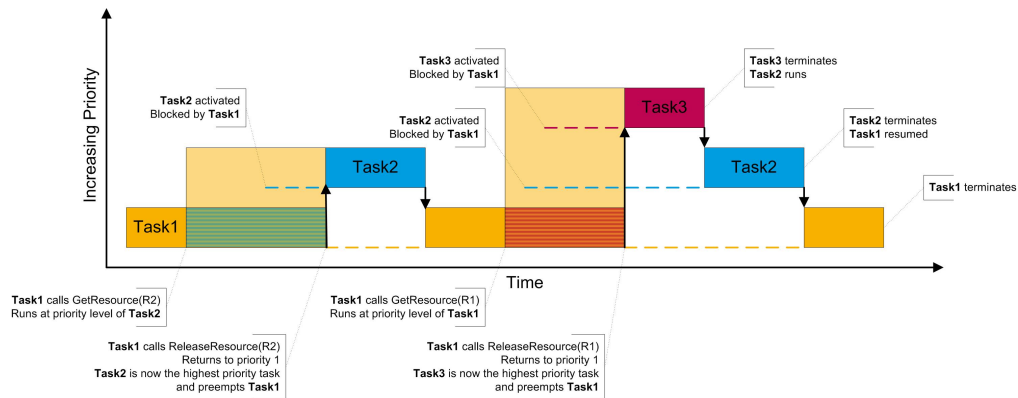 Increasing Priority
Task3 activated
Blocked by Task1
Task3 terminates
Task2 runs
Task2 activated
Blocked by Task1
Task3
Task2 activated
Blocked by Task1
Task2 terminates
Task1 resumed
Task2
Task2
Task1 terminates
Task1
Time
Task1 calls GetResource(R2)
Runs at priority level of Task2
Task1 calls GetResource(R1)
Runs at priority level of Task1
Task1 calls ReleaseResource(R2)
Returns to priority 1
Task2 is now the highest priority task
and preempts Task1
Task1 calls ReleaseResource(R1)
Returns to priority 1
Task3 is now the highest priority task
and preempts Task1